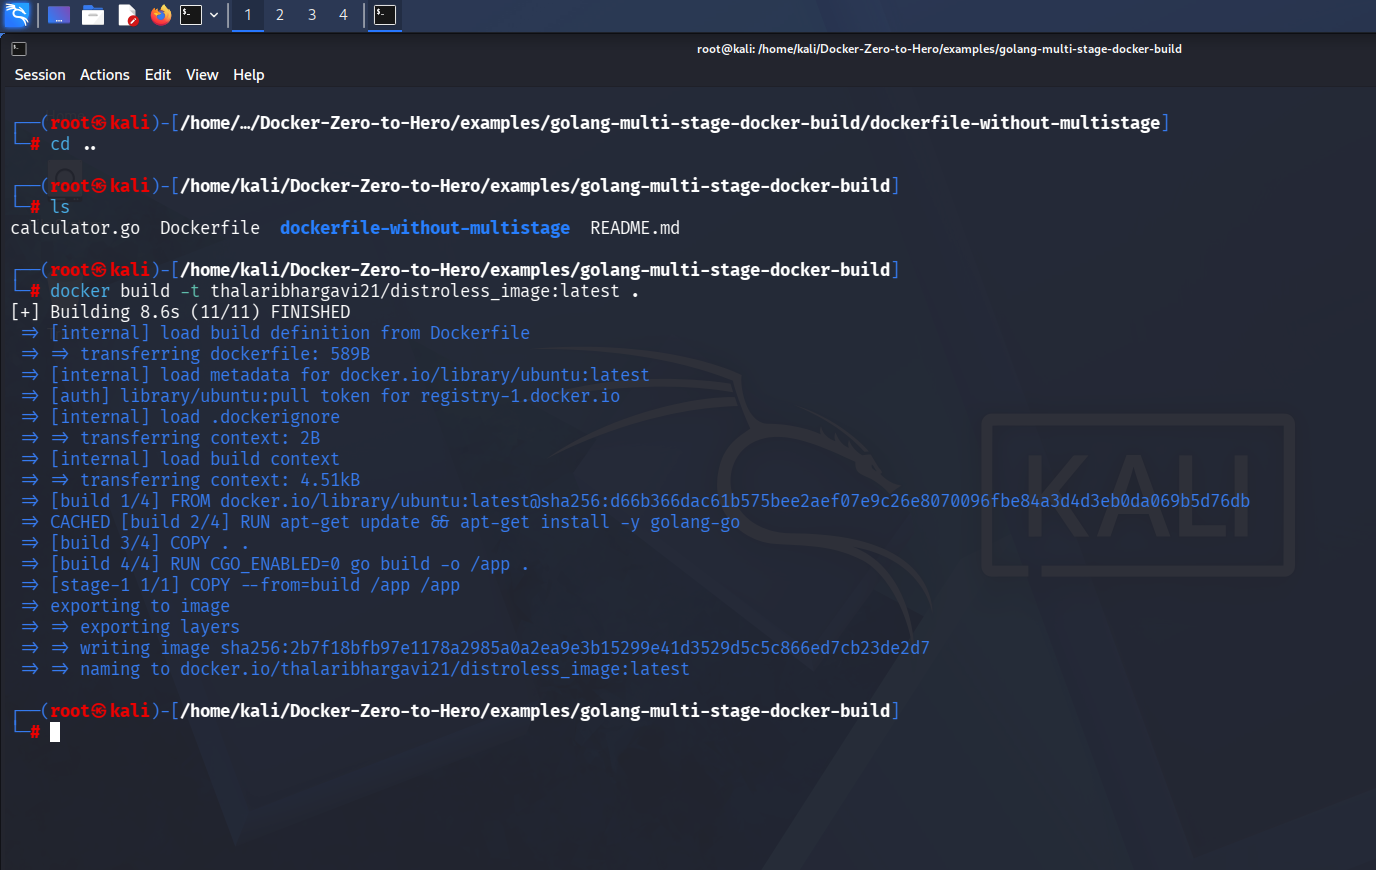 1 2 3 4
root@kali: /home/kali/Docker-Zero-to-Hero/examples/golang-multi-stage-docker-build
Session Actions Edit View Help
┌──(root㉿kali)-[/home/…/Docker-Zero-to-Hero/examples/golang-multi-stage-docker-build/dockerfile-without-multistage]
└─# cd ..
┌──(root㉿kali)-[/home/kali/Docker-Zero-to-Hero/examples/golang-multi-stage-docker-build]
└─# ls
calculator.go  Dockerfile  dockerfile-without-multistage  README.md
┌──(root㉿kali)-[/home/kali/Docker-Zero-to-Hero/examples/golang-multi-stage-docker-build]
└─# docker build -t thalaribhargavi21/distroless_image:latest .
[+] Building 8.6s (11/11) FINISHED
 => [internal] load build definition from Dockerfile
 => => transferring dockerfile: 589B
 => [internal] load metadata for docker.io/library/ubuntu:latest
 => [auth] library/ubuntu:pull token for registry-1.docker.io
 => [internal] load .dockerignore
 => => transferring context: 2B
 => [internal] load build context
 => => transferring context: 4.51kB
 => [build 1/4] FROM docker.io/library/ubuntu:latest@sha256:d66b366dac61b575bee2aef07e9c26e8070096fbe84a3d4d3eb0da069b5d76db
 => CACHED [build 2/4] RUN apt-get update && apt-get install -y golang-go
 => [build 3/4] COPY . .
 => [build 4/4] RUN CGO_ENABLED=0 go build -o /app .
 => [stage-1 1/1] COPY --from=build /app /app
 => exporting to image
 => => exporting layers
 => => writing image sha256:2b7f18bfb97e1178a2985a0a2ea9e3b15299e41d3529d5c5c866ed7cb23de2d7
 => => naming to docker.io/thalaribhargavi21/distroless_image:latest
┌──(root㉿kali)-[/home/kali/Docker-Zero-to-Hero/examples/golang-multi-stage-docker-build]
└─#
KALI